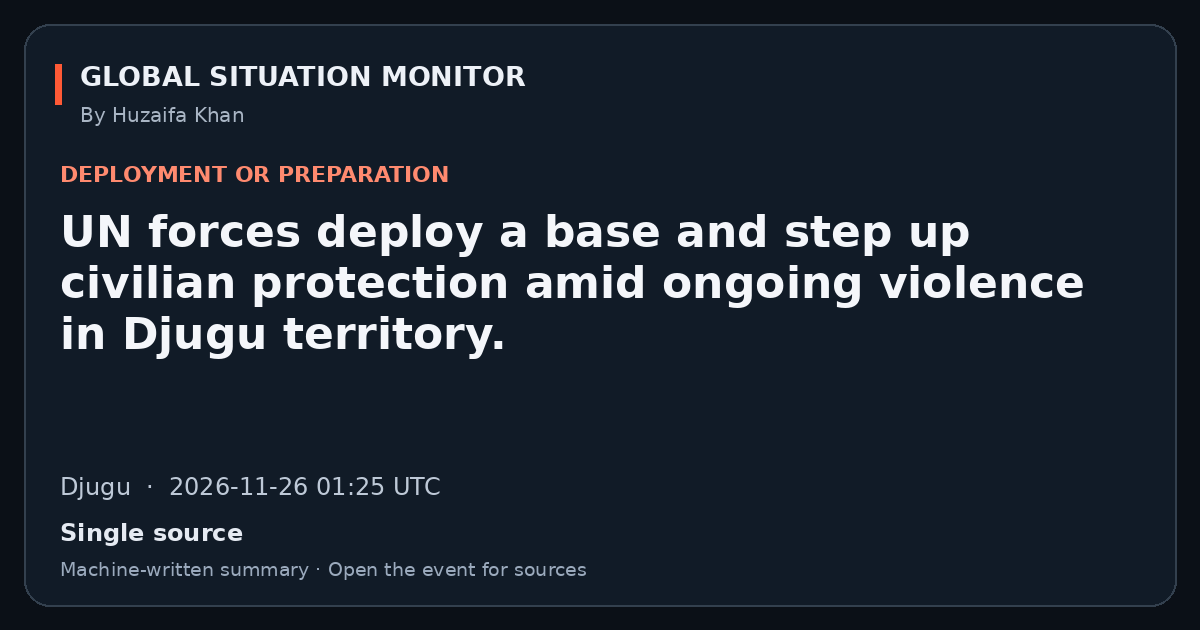 GLOBAL SITUATION MONITOR
By Huzaifa Khan
DEPLOYMENT OR PREPARATION
UN forces deploy a base and step up
civilian protection amid ongoing violence
in Djugu territory.
Djugu · 2026-11-26 01:25 UTC
Single source
Machine-written summary · Open the event for sources